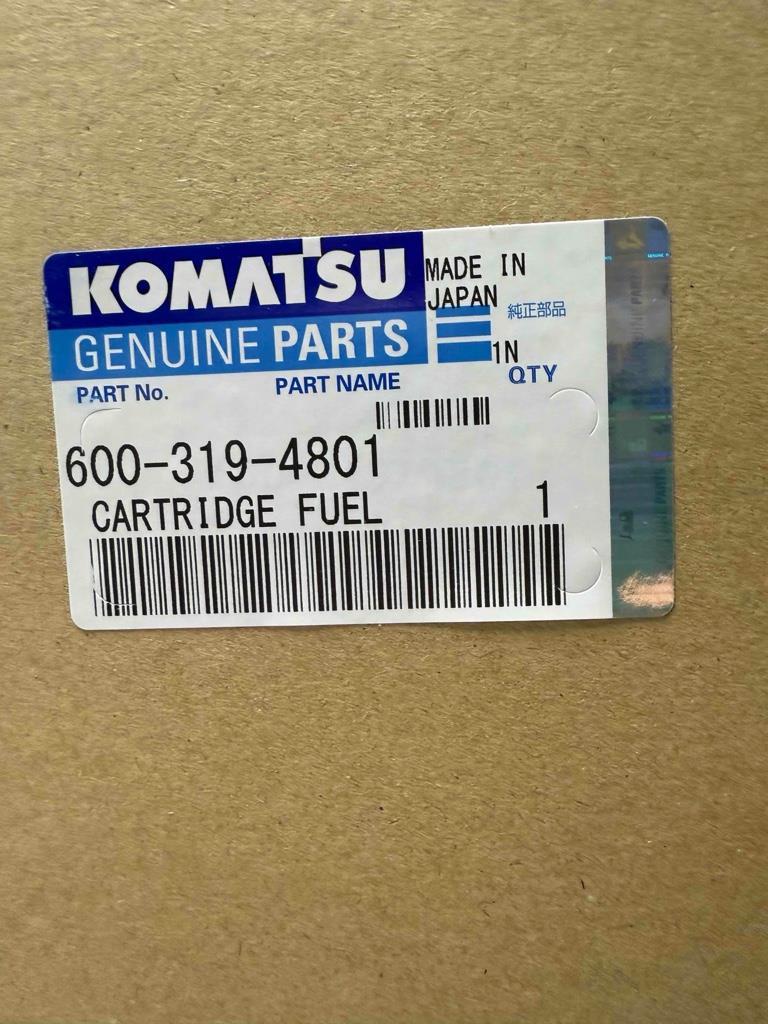 KOMATSU
MADE IN
JAPAN
純正部品
GENUINE PARTS
1N
PART No.
PART NAME
QTY
600-319-4801
CARTRIDGE FUEL
1